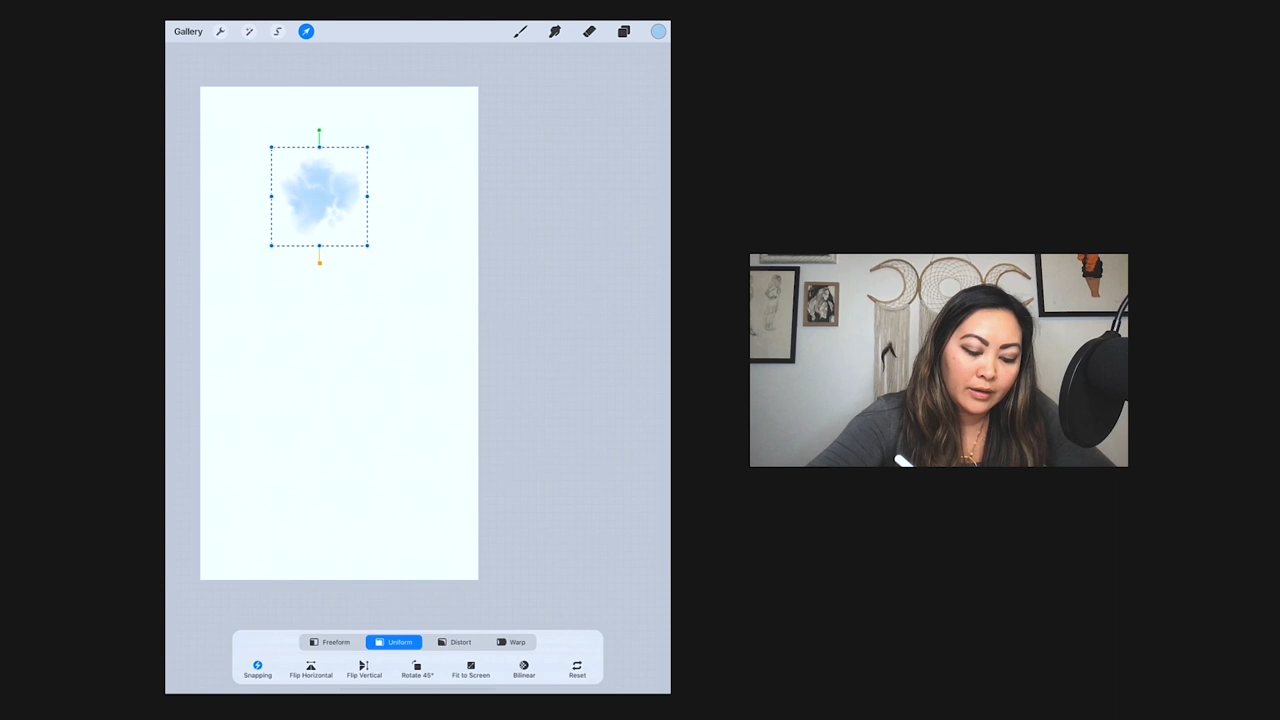 Gallery
Freeform Uniform Distort Warp
Snapping Flip Horizontal Flip Vertical Rotate 45° Fit to Screen Bilinear Reset